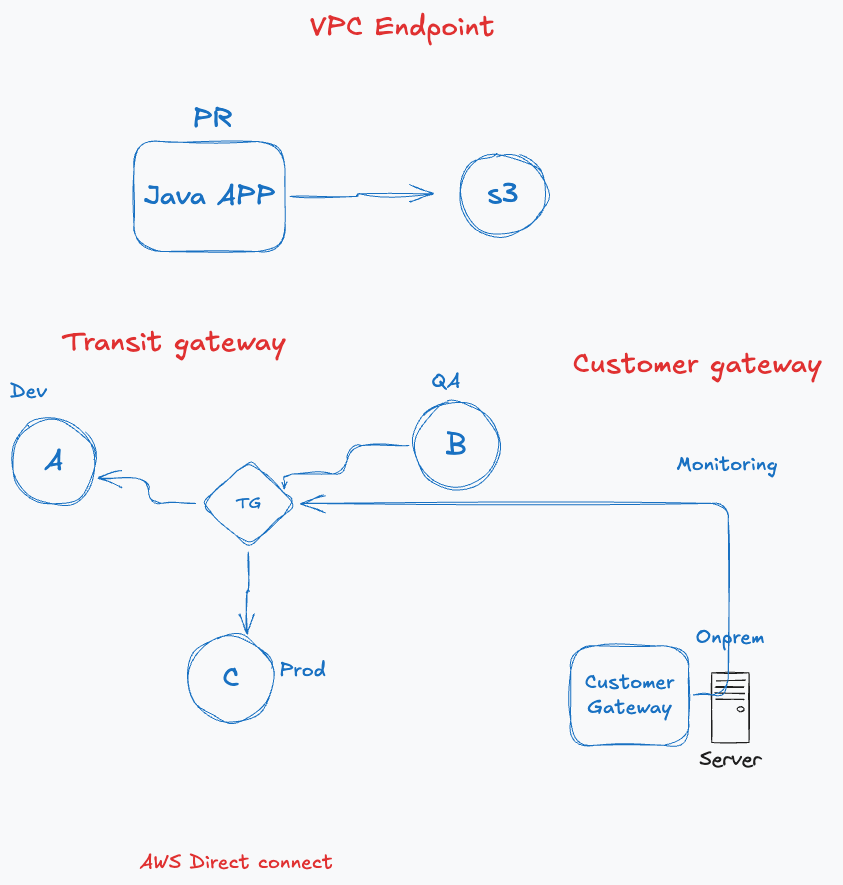 VPC Endpoint
PR
Java APP
s3
Transit gateway
Customer gateway
Dev
QA
A
B
Monitoring
TG
Onprem
C
Prod
Customer
Gateway
Server
AWS Direct connect